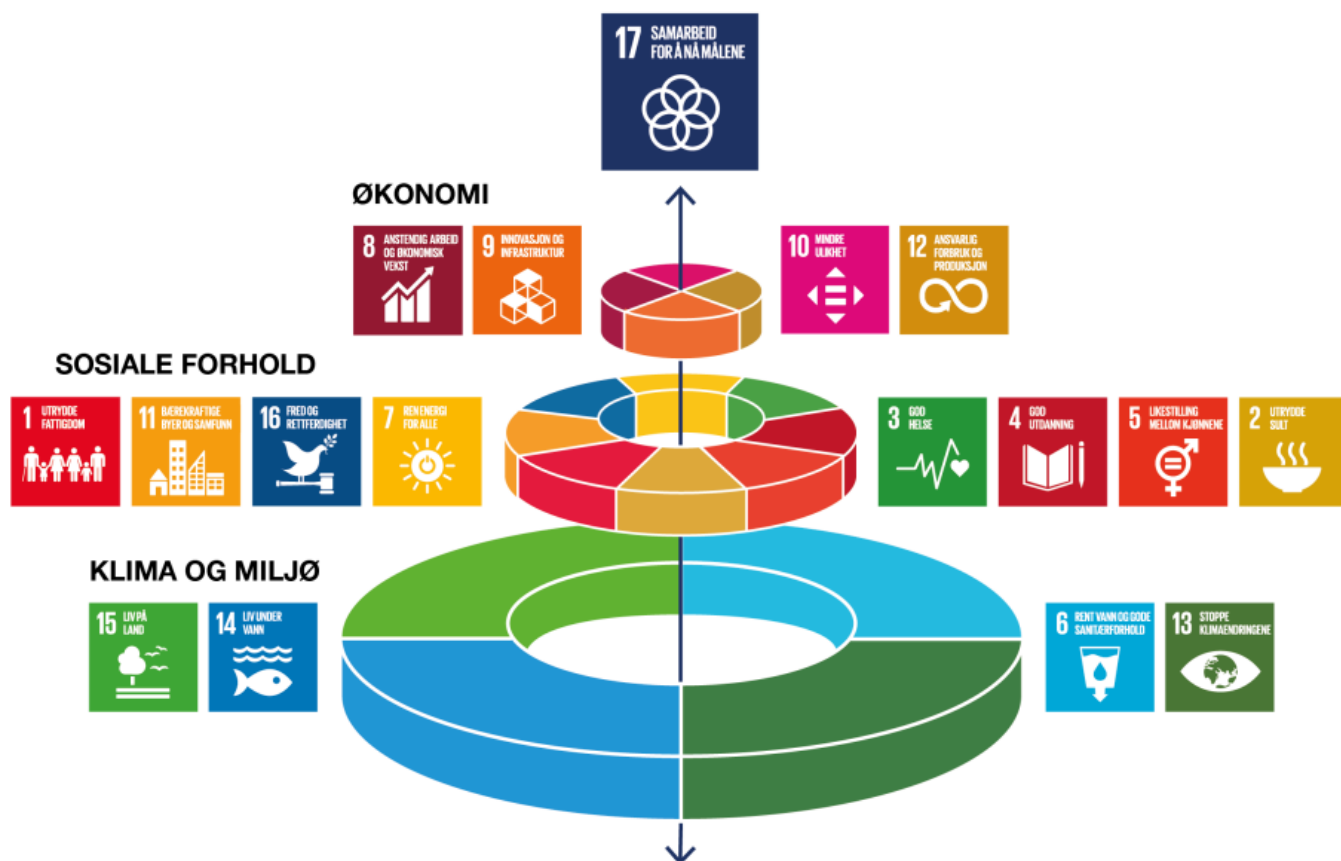 17 SAMARBEID
FOR Å NÅ MÅLENE
ØKONOMI
8 ANSTENDIG ARBEID
OG ØKONOMISK
VEKST
9 INNOVASJON OG
INFRASTRUKTUR
10 MINDRE
ULIKHET
12 ANSVARLIG
FORBRUK OG
PRODUKSJON
SOSIALE FORHOLD
1 UTRYDDE
FATTIGDOM
11 BÆREKRAFTIGE
BYER OG SAMFUNN
16 FRED OG
RETTFERDIGHET
7 REN ENERGI
FOR ALLE
3 GOD
HELSE
4 GOD
UTDANNING
5 LIKESTILLING
MELLOM KJØNNENE
2 UTRYDDE
SULT
KLIMA OG MILJØ
15 LIV PÅ
LAND
14 LIV UNDER
VANN
6 RENT VANN OG GODE
SANITÆRFORHOLD
13 STOPPE
KLIMAENDRINGENE